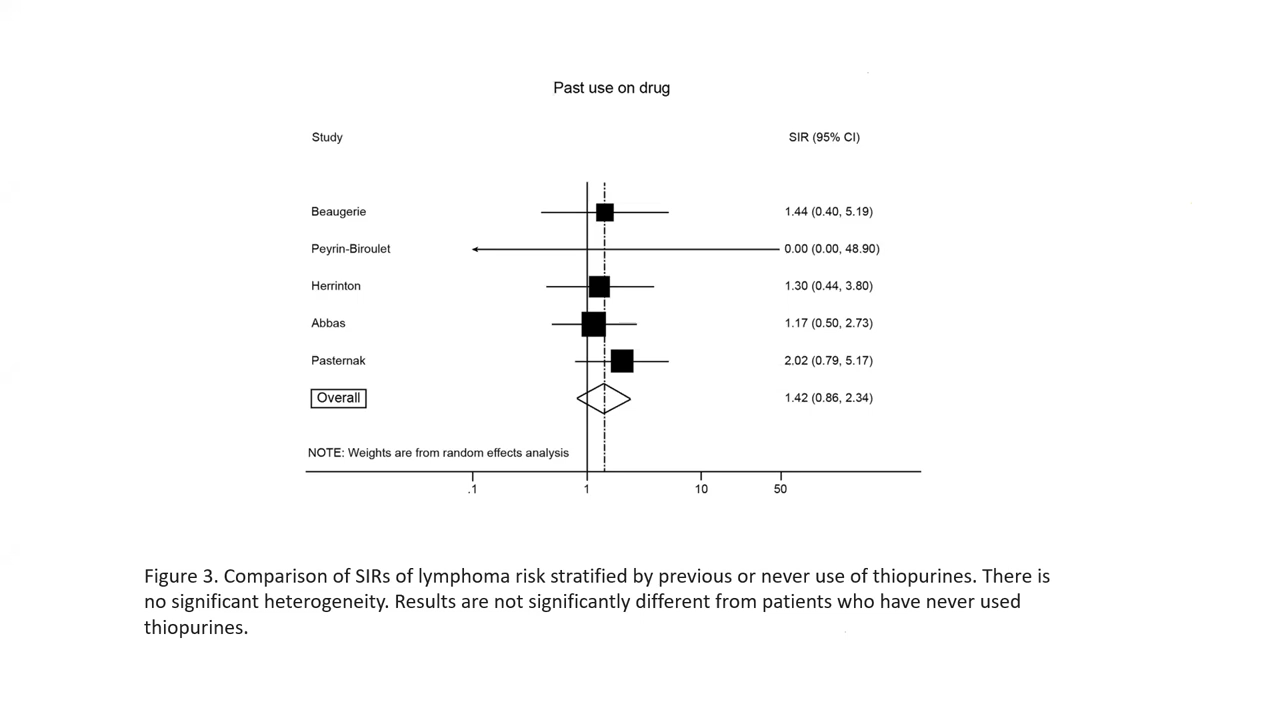 Past use on drug
Study SIR (95% CI)
Beaugerie 1.44 (0.40, 5.19)
Peyrin-Biroulet 0.00 (0.00, 48.90)
Herrinton 1.30 (0.44, 3.80)
Abbas 1.17 (0.50, 2.73)
Pasternak 2.02 (0.79, 5.17)
Overall 1.42 (0.86, 2.34)
NOTE: Weights are from random effects analysis
.1 1 10 50
Figure 3. Comparison of SIRs of lymphoma risk stratified by previous or never use of thiopurines. There is
no significant heterogeneity. Results are not significantly different from patients who have never used
thiopurines.